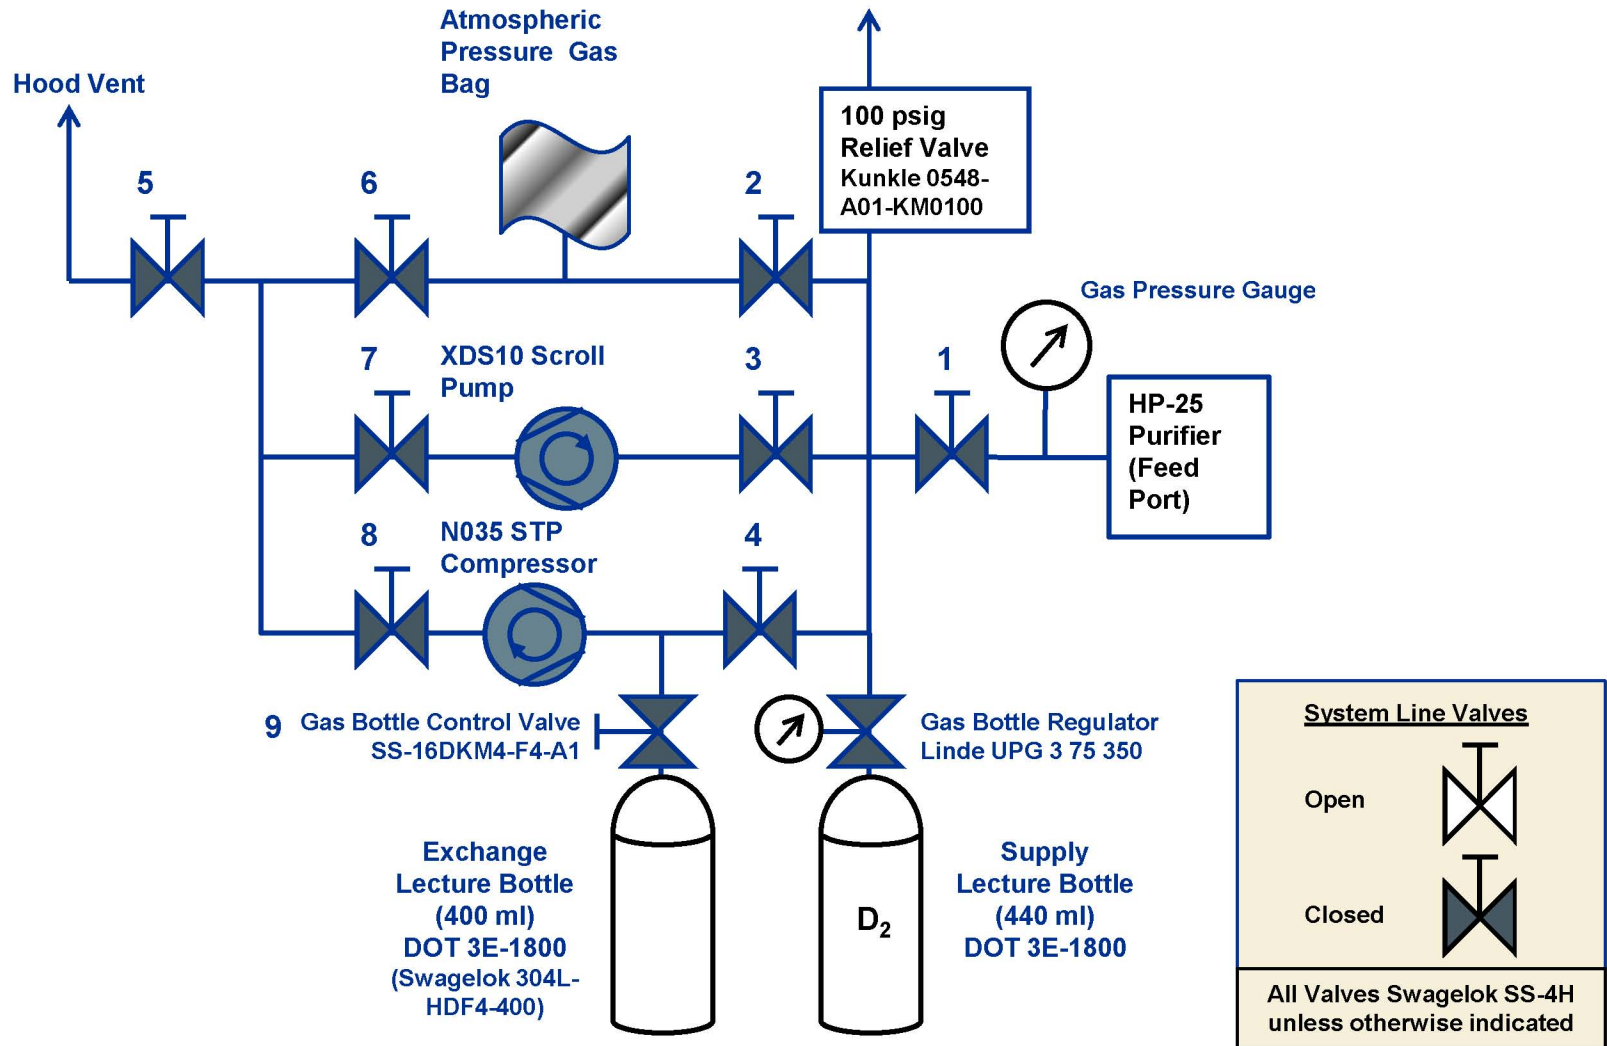 Atmospheric
Pressure Gas
Bag
Hood Vent
100 psig
Relief Valve
Kunkle 0548-
A01-KM0100
5
6
2
Gas Pressure Gauge
7
XDS10 Scroll
Pump
3
1
HP-25
Purifier
(Feed
Port)
8
N035 STP
Compressor
4
9
Gas Bottle Control Valve
SS-16DKM4-F4-A1
Gas Bottle Regulator
Linde UPG 3 75 350
Exchange
Lecture Bottle
(400 ml)
DOT 3E-1800
(Swagelok 304L-
HDF4-400)
D₂
Supply
Lecture Bottle
(440 ml)
DOT 3E-1800
System Line Valves
Open
Closed
All Valves Swagelok SS-4H
unless otherwise indicated